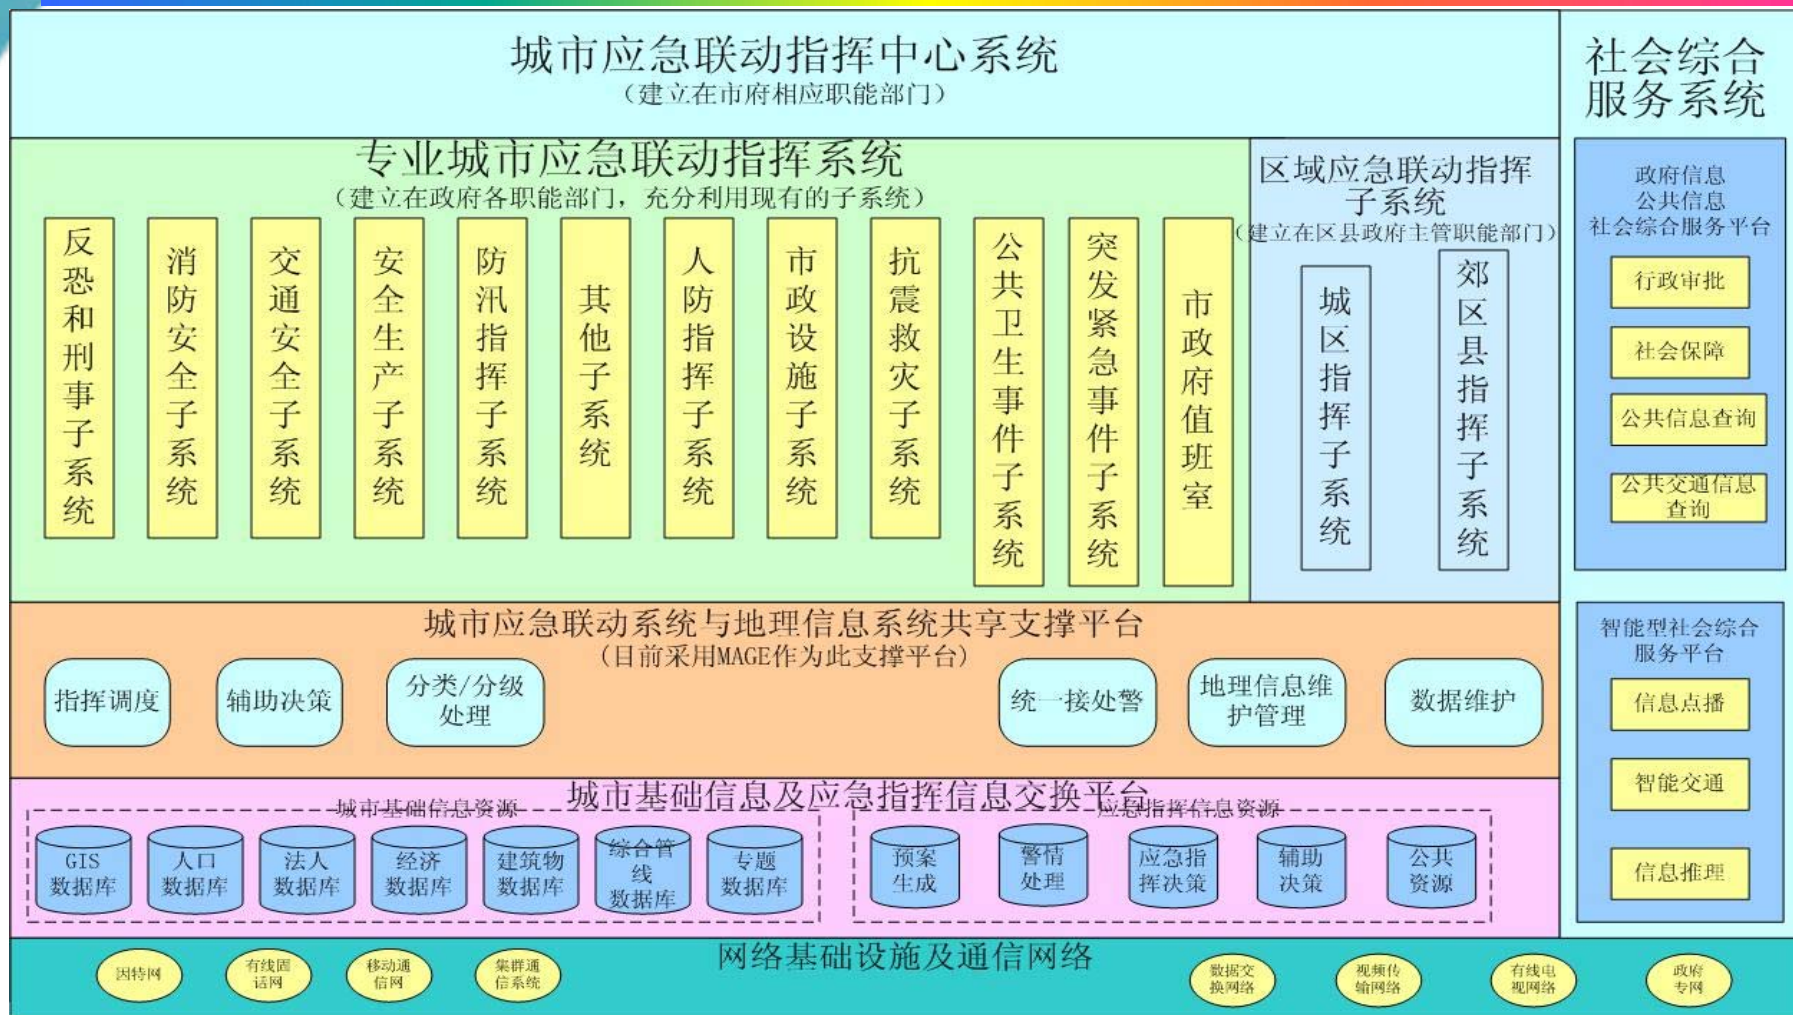 城市应急联动指挥中心系统
（建立在市府相应职能部门）
社会综合
服务系统
专业城市应急联动指挥系统
（建立在政府各职能部门，充分利用现有的子系统）
反恐和刑事子系统
消防安全子系统
交通安全子系统
安全生产子系统
防汛指挥子系统
其他子系统
人防指挥子系统
市政设施子系统
抗震救灾子系统
公共卫生事件子系统
突发紧急事件子系统
市政府值班室
区域应急联动指挥
子系统
（建立在区县政府主管职能部门）
城区指挥子系统
郊区县指挥子系统
政府信息
公共信息
社会综合服务平台
行政审批
社会保障
公共信息查询
公共交通信息
查询
城市应急联动系统与地理信息系统共享支撑平台
（目前采用MAGE作为此支撑平台）
指挥调度
辅助决策
分类/分级
处理
统一接处警
地理信息维
护管理
数据维护
智能型社会综合
服务平台
信息点播
智能交通
信息推理
城市基础信息及应急指挥信息交换平台
城市基础信息资源
GIS
数据库
人口
数据库
法人
数据库
经济
数据库
建筑物
数据库
综合管
线
数据库
专题
数据库
应急指挥信息资源
预案
生成
警情
处理
应急指
挥决策
辅助
决策
公共
资源
网络基础设施及通信网络
因特网
有线固
话网
移动通
信网
集群通
信系统
数据交
换网络
视频传
输网络
有线电
视网络
政府
专网